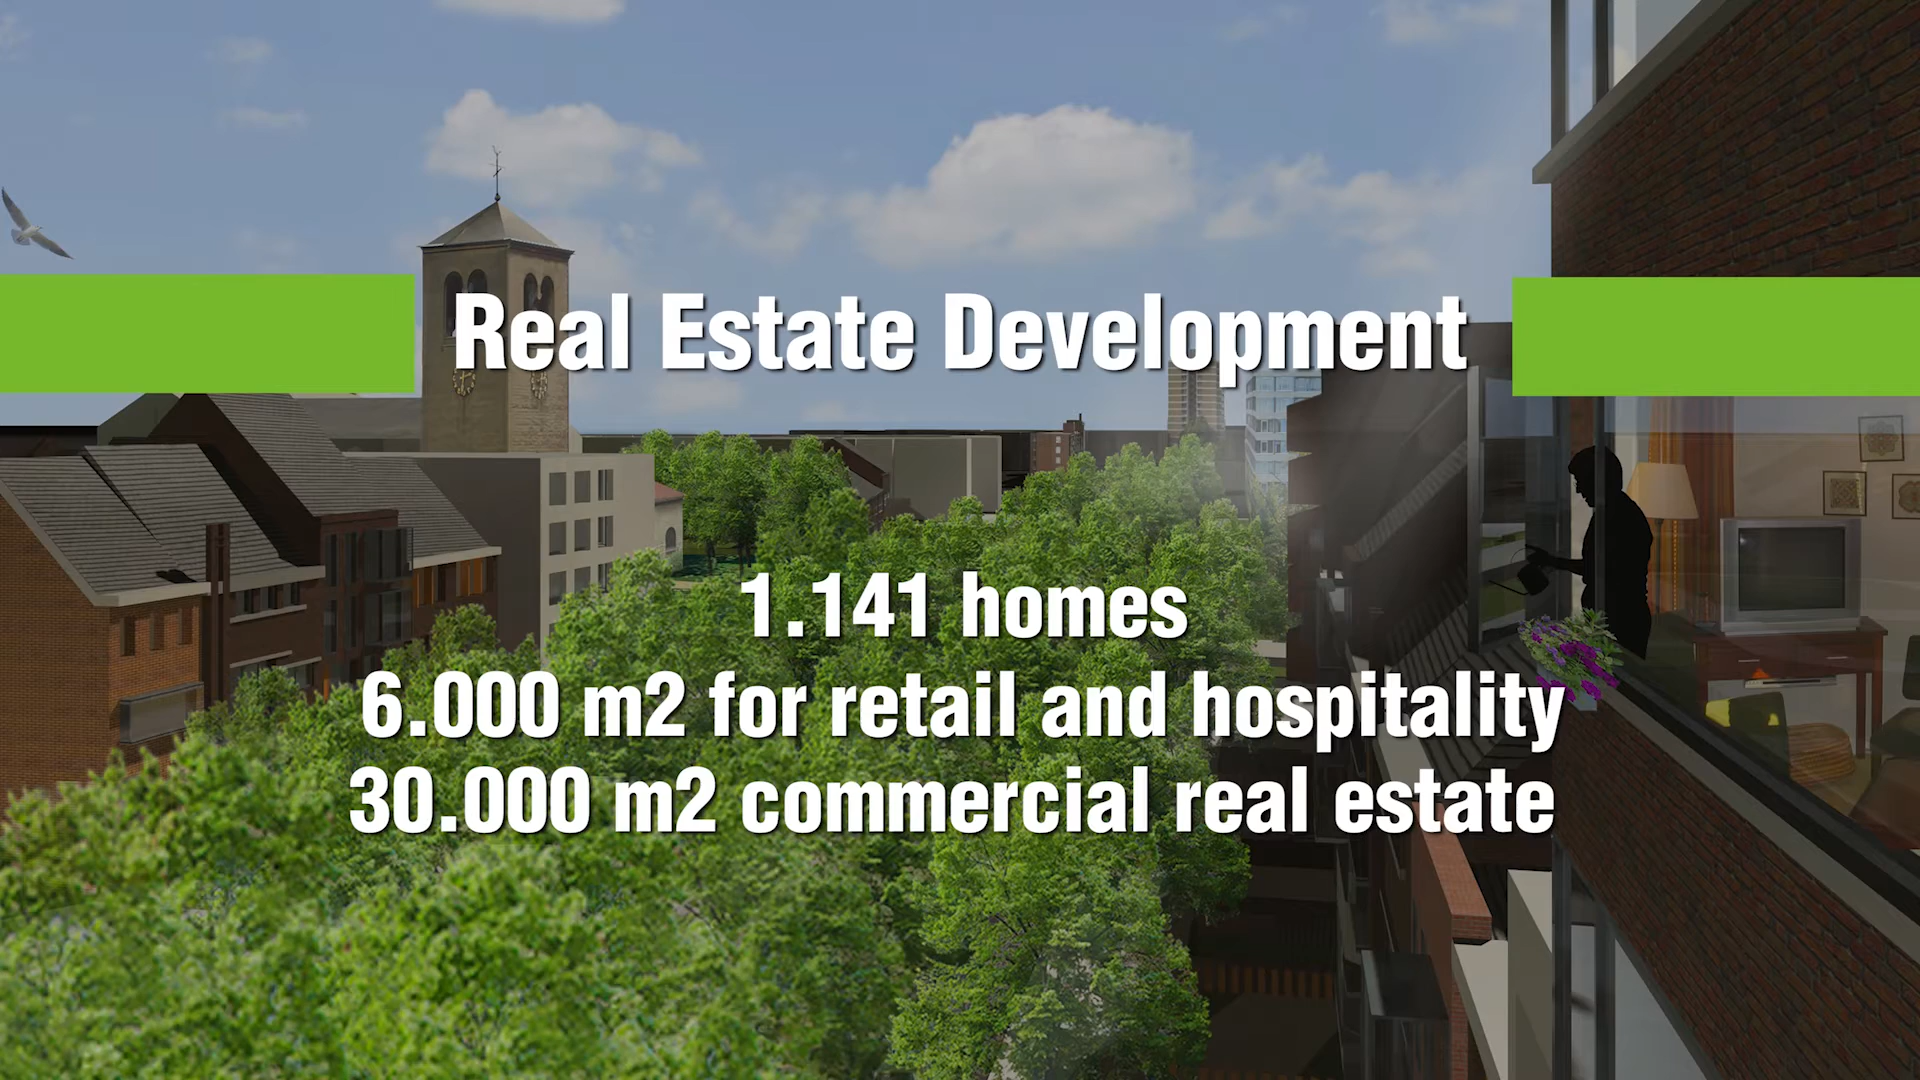 Real Estate Development
1.141 homes
6.000 m2 for retail and hospitality
30.000 m2 commercial real estate